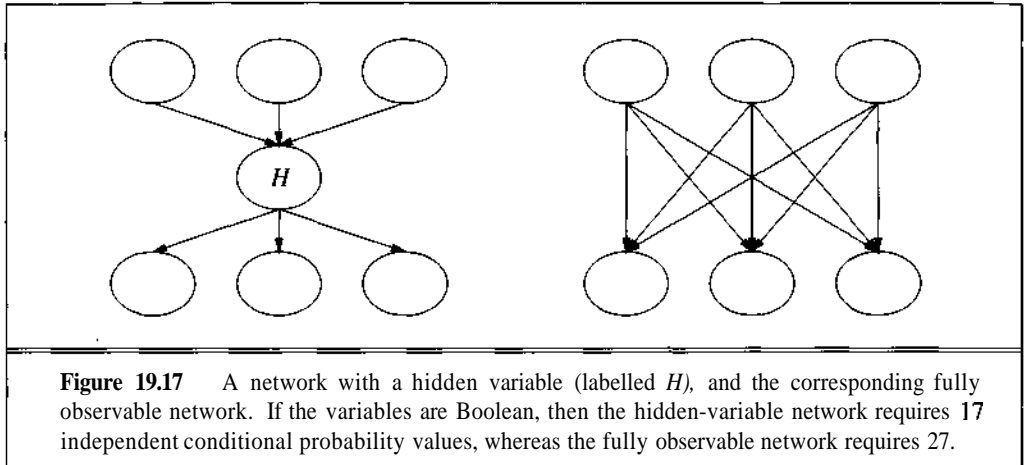 H
Figure 19.17 A network with a hidden variable (labelled H), and the corresponding fully
observable network. If the variables are Boolean, then the hidden-variable network requires 17
independent conditional probability values, whereas the fully observable network requires 27.